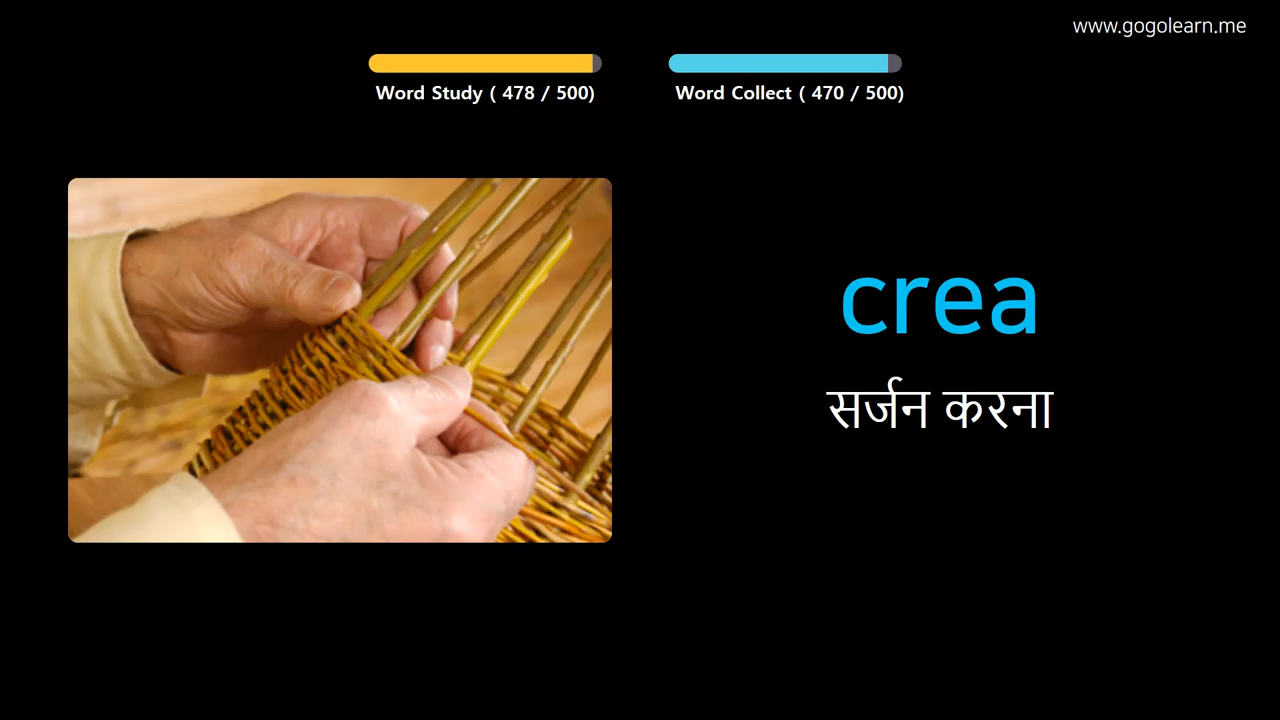 www.gogolearn.me
Word Study ( 478 / 500)
Word Collect ( 470 / 500)
crea
सर्जन करना